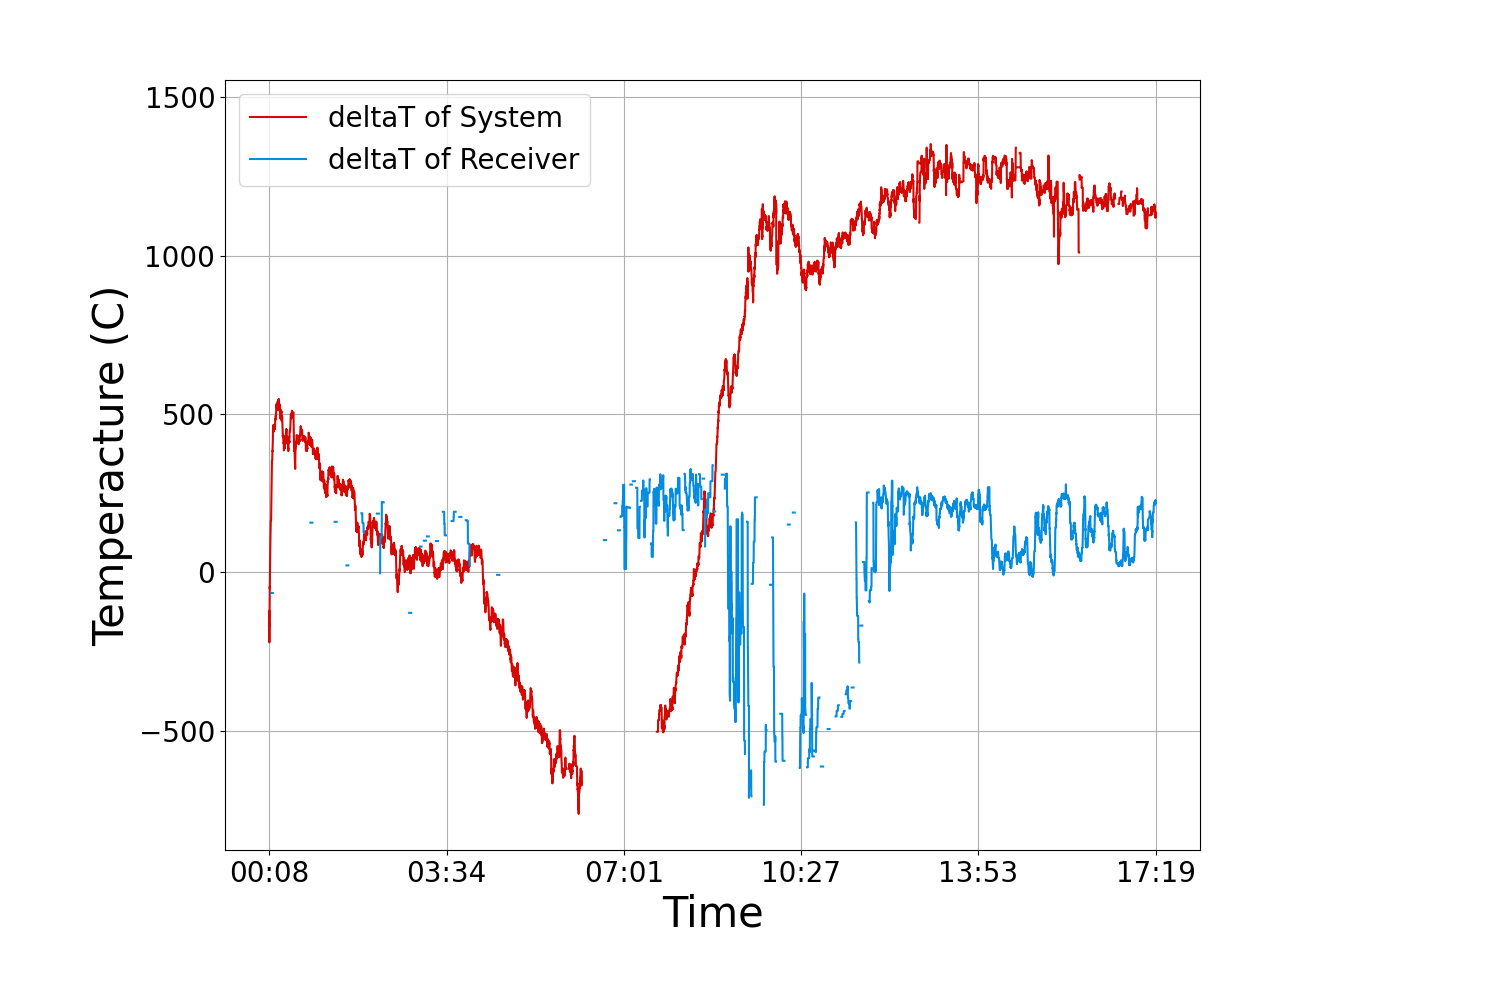 1500
1000
500
0
−500
Temperacture (C)
deltaT of System
deltaT of Receiver
00:08 03:34 07:01 10:27 13:53 17:19
Time